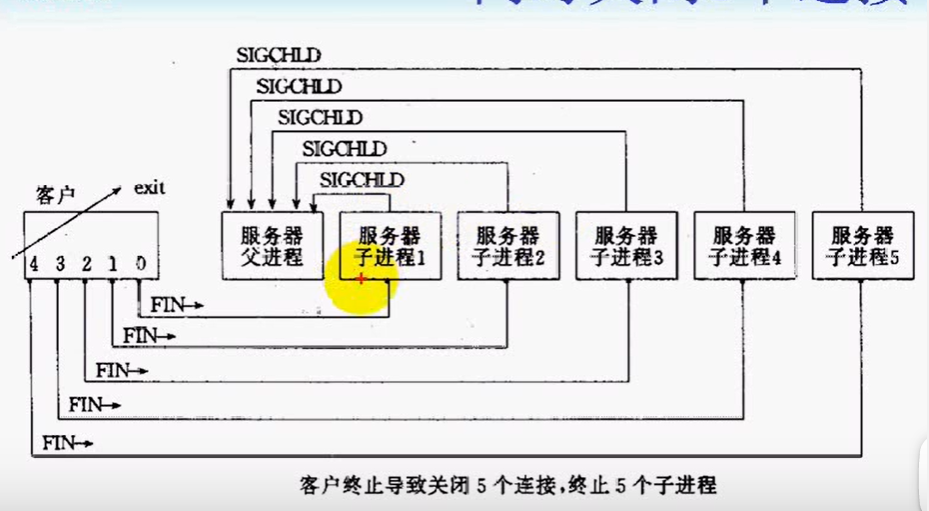 SIGCHLD
SIGCHLD
SIGCHLD
SIGCHLD
SIGCHLD
客户
exit
服务器
父进程
服务器
子进程1
服务器
子进程2
服务器
子进程3
服务器
子进程4
服务器
子进程5
4 3 2 1 0
FIN→
FIN→
FIN→
FIN→
FIN→
客户终止导致关闭 5 个连接,终止 5 个子进程